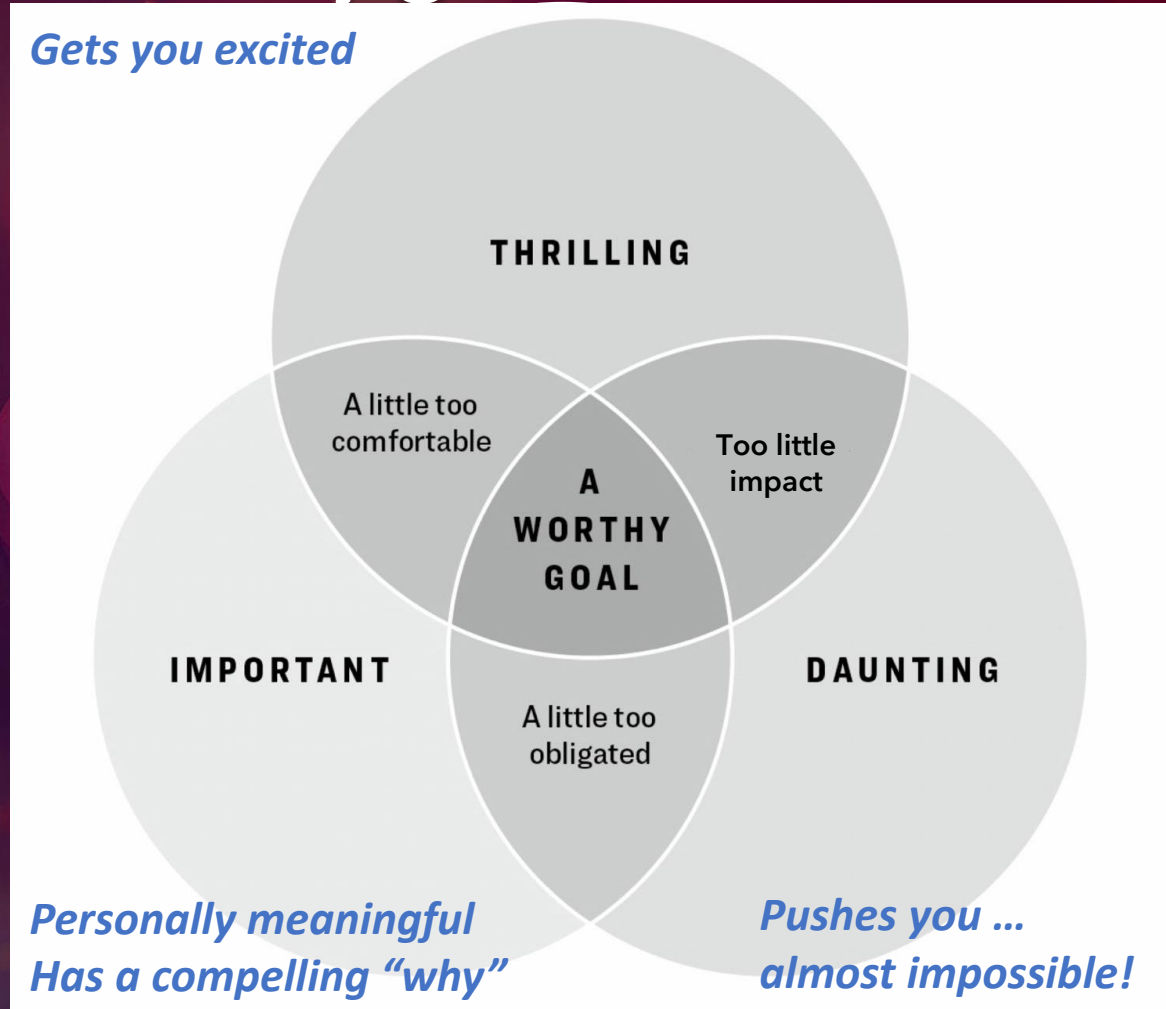 Gets you excited
THRILLING
A little too
comfortable
Too little
impact
A
WORTHY
GOAL
IMPORTANT
DAUNTING
A little too
obligated
Personally meaningful
Has a compelling “why”
Pushes you ...
almost impossible!